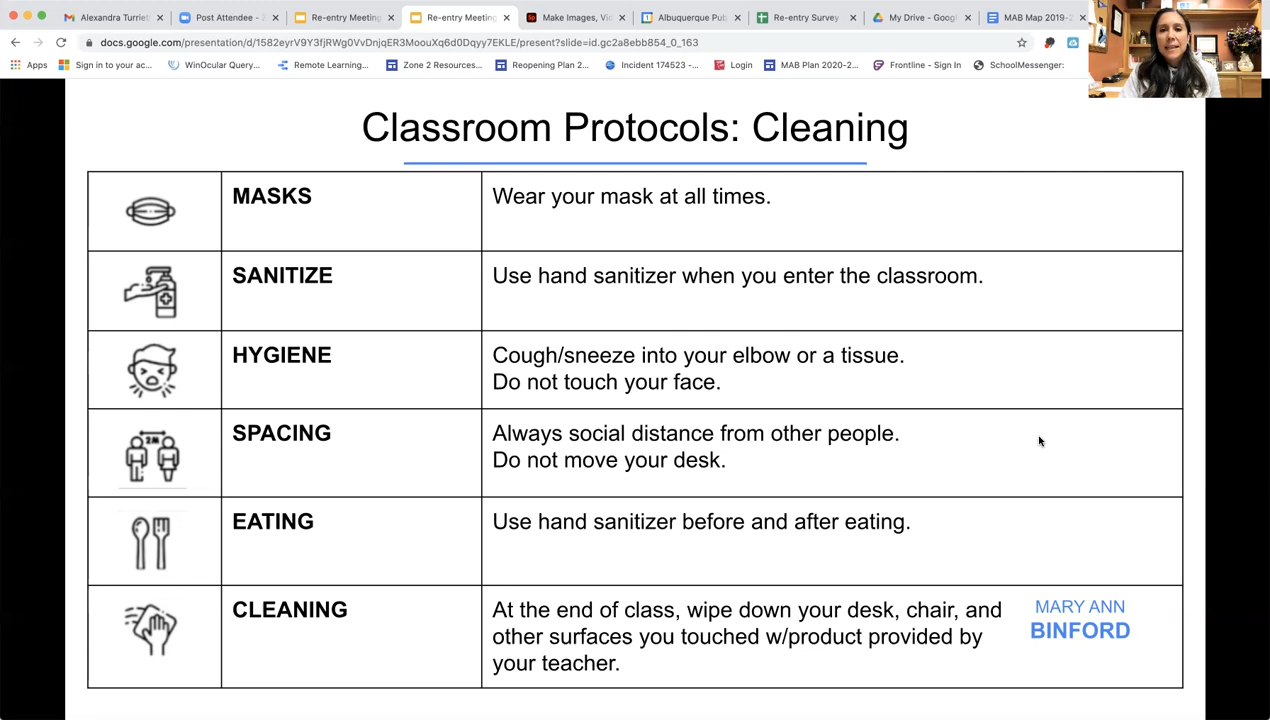 Alexandra Turriet
Post Attendee - Z
Re-entry Meeting
Re-entry Meeting
Make Images, Vid
Albuquerque Pub
Re-entry Survey
My Drive - Googl
MAB Map 2019-2
docs.google.com/presentation/d/1582eyrV9Y3fjRWg0VvDnjqER3MoouXq6d0Dqyy7EKLE/present?slide=id.gc2a8ebb854_0_163
Apps
Sign in to your ac...
WinOcular Query...
Remote Learning...
Zone 2 Resources...
Reopening Plan 2...
Incident 174523 -...
Login
MAB Plan 2020-2...
Frontline - Sign In
SchoolMessenger:
Classroom Protocols: Cleaning
MASKS
Wear your mask at all times.
SANITIZE
Use hand sanitizer when you enter the classroom.
HYGIENE
Cough/sneeze into your elbow or a tissue.
Do not touch your face.
2M
SPACING
Always social distance from other people.
Do not move your desk.
EATING
Use hand sanitizer before and after eating.
CLEANING
At the end of class, wipe down your desk, chair, and
other surfaces you touched w/product provided by
your teacher.
MARY ANN
BINFORD